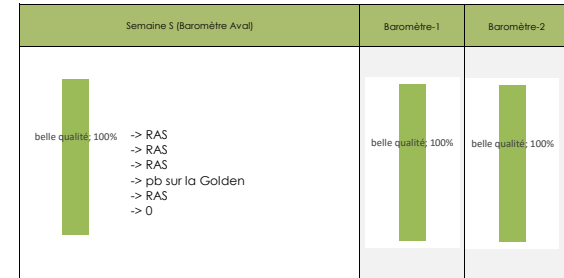 Semaine S (Baromètre Aval)
Baromètre-1
Baromètre-2
belle qualité; 100%
-> RAS
-> RAS
-> RAS
-> pb sur la Golden
-> RAS
-> 0
belle qualité; 100%
belle qualité; 100%